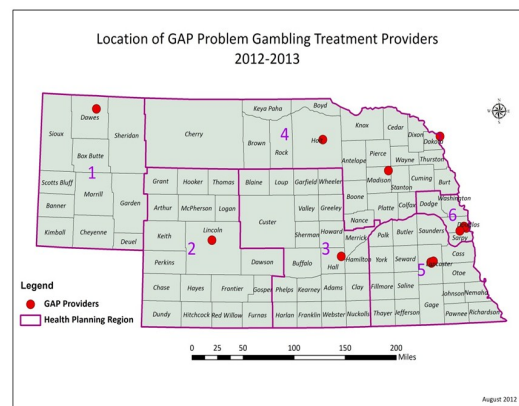 Location of GAP Problem Gambling Treatment Providers
2012-2013
Boyd
Keya Paha
Dawes
Sioux
Sheridan
Cherry
4
Brown
Rock
Knox
Cedar
Dixon
Dakota
Box Butte
1
Antelope
Pierce
Wayne
Thurston
Scotts Bluff
Morrill
Garden
Grant
Hooker
Thomas
Blaine
Loup
Garfield
Wheeler
Madison
Stanton
Cuming
Burt
Banner
Arthur
McPherson
Logan
Custer
Valley
Greeley
Boone
Platte
Colfax
Dodge
Washington
Kimball
Cheyenne
Deuel
Keith
Lincoln
2
Sherman
Howard
Nance
Merrick
Polk
Butler
Saunders
6
Douglas
Sarpy
Perkins
Dawson
Buffalo
3
Hall
Hamilton
York
Seward
Lancaster
5
Cass
Otoe
Chase
Hayes
Frontier
Gosper
Phelps
Kearney
Adams
Clay
Fillmore
Saline
Gage
Johnson
Nemaha
Dundy
Hitchcock
Red Willow
Furnas
Harlan
Franklin
Webster
Nuckolls
Thayer
Jefferson
Pawnee
Richardson
Legend
GAP Providers
Health Planning Region
0 12.5 25 50 100 150 200
Miles
August 2012